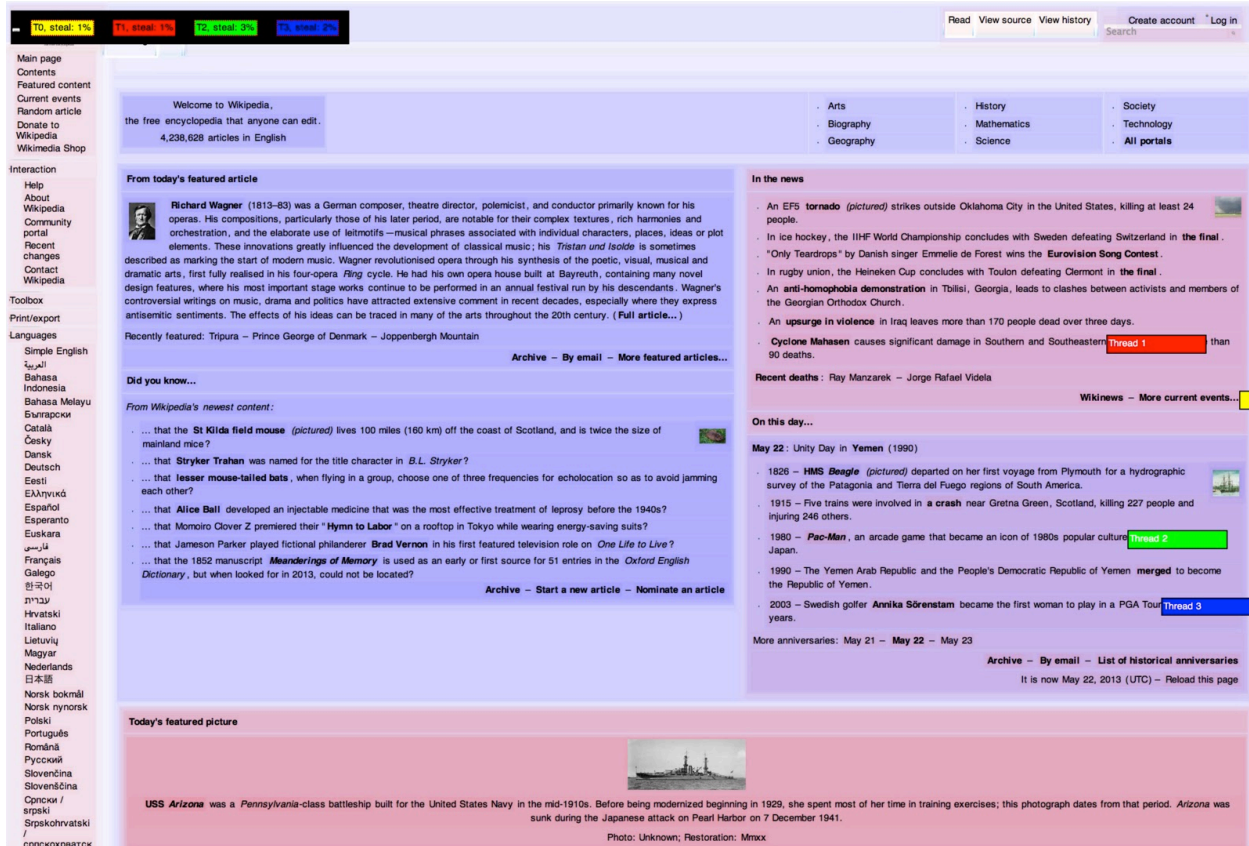 T0, steal: 1%
T1, steal: 1%
T2, steal: 3%
T3, steal: 2%
Read View source View history
Create account Log in
Search
Main page
Contents
Featured content
Current events
Random article
Donate to
Wikipedia
Wikimedia Shop
Interaction
Help
About
Wikipedia
Community
portal
Recent
changes
Contact
Wikipedia
Toolbox
Print/export
Languages
Simple English
العربية
Bahasa
Indonesia
Bahasa Melayu
Български
Català
Česky
Dansk
Deutsch
Eesti
Ελληνικά
Español
Esperanto
Euskara
فارسی
Français
Galego
한국어
עברית
Hrvatski
Italiano
Lietuvių
Magyar
Nederlands
日本語
Norsk bokmål
Norsk nynorsk
Polski
Português
Română
Русский
Slovenčina
Slovenščina
Српски /
srpski
Srpskohrvatski
/
српскохрватск
Welcome to Wikipedia,
the free encyclopedia that anyone can edit.
4,238,628 articles in English
Arts
Biography
Geography
History
Mathematics
Science
Society
Technology
All portals
From today's featured article
Richard Wagner (1813–83) was a German composer, theatre director, polemicist, and conductor primarily known for his
operas. His compositions, particularly those of his later period, are notable for their complex textures, rich harmonies and
orchestration, and the elaborate use of leitmotifs—musical phrases associated with individual characters, places, ideas or plot
elements. These innovations greatly influenced the development of classical music; his Tristan und Isolde is sometimes
described as marking the start of modern music. Wagner revolutionised opera through his synthesis of the poetic, visual, musical and
dramatic arts, first fully realised in his four-opera Ring cycle. He had his own opera house built at Bayreuth, containing many novel
design features, where his most important stage works continue to be performed in an annual festival run by his descendants. Wagner's
controversial writings on music, drama and politics have attracted extensive comment in recent decades, especially where they express
antisemitic sentiments. The effects of his ideas can be traced in many of the arts throughout the 20th century. (Full article...)
Recently featured: Tripura – Prince George of Denmark – Joppenbergh Mountain
Archive – By email – More featured articles...
Did you know...
From Wikipedia's newest content:
... that the St Kilda field mouse (pictured) lives 100 miles (160 km) off the coast of Scotland, and is twice the size of
mainland mice?
... that Stryker Trahan was named for the title character in B.L. Stryker?
... that lesser mouse-tailed bats, when flying in a group, choose one of three frequencies for echolocation so as to avoid jamming
each other?
... that Alice Ball developed an injectable medicine that was the most effective treatment of leprosy before the 1940s?
... that Momoiro Clover Z premiered their "Hymn to Labor" on a rooftop in Tokyo while wearing energy-saving suits?
... that Jameson Parker played fictional philanderer Brad Vernon in his first featured television role on One Life to Live?
... that the 1852 manuscript Meanderings of Memory is used as an early or first source for 51 entries in the Oxford English
Dictionary, but when looked for in 2013, could not be located?
Archive – Start a new article – Nominate an article
In the news
An EF5 tornado (pictured) strikes outside Oklahoma City in the United States, killing at least 24
people.
In ice hockey, the IIHF World Championship concludes with Sweden defeating Switzerland in the final.
"Only Teardrops" by Danish singer Emmelie de Forest wins the Eurovision Song Contest.
In rugby union, the Heineken Cup concludes with Toulon defeating Clermont in the final.
An anti-homophobia demonstration in Tbilisi, Georgia, leads to clashes between activists and members of
the Georgian Orthodox Church.
An upsurge in violence in Iraq leaves more than 170 people dead over three days.
Cyclone Mahasen causes significant damage in Southern and Southeastern Thread 1 than
90 deaths.
Recent deaths: Ray Manzarek – Jorge Rafael Videla
Wikinews – More current events...
On this day...
May 22: Unity Day in Yemen (1990)
1826 – HMS Beagle (pictured) departed on her first voyage from Plymouth for a hydrographic
survey of the Patagonia and Tierra del Fuego regions of South America.
1915 – Five trains were involved in a crash near Gretna Green, Scotland, killing 227 people and
injuring 246 others.
1980 – Pac-Man, an arcade game that became an icon of 1980s popular culture Thread 2
Japan.
1990 – The Yemen Arab Republic and the People's Democratic Republic of Yemen merged to become
the Republic of Yemen.
2003 – Swedish golfer Annika Sörenstam became the first woman to play in a PGA Tour Thread 3
years.
More anniversaries: May 21 – May 22 – May 23
Archive – By email – List of historical anniversaries
It is now May 22, 2013 (UTC) – Reload this page
Today's featured picture
USS Arizona was a Pennsylvania-class battleship built for the United States Navy in the mid-1910s. Before being modernized beginning in 1929, she spent most of her time in training exercises; this photograph dates from that period. Arizona was
sunk during the Japanese attack on Pearl Harbor on 7 December 1941.
Photo: Unknown; Restoration: Mmxx